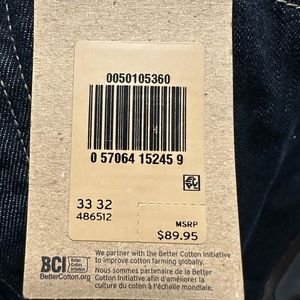 0050105360
0 57064 15245 9
33 32
486512
MSRP
$89.95
BCI Better Cotton Initiative
BetterCotton.org
We partner with the Better Cotton Initiative
to improve cotton farming globally.
Nous sommes partenaire de la Better
Cotton Initiative afin d'améliorer la
culture du coton à l'échelle mondiale.